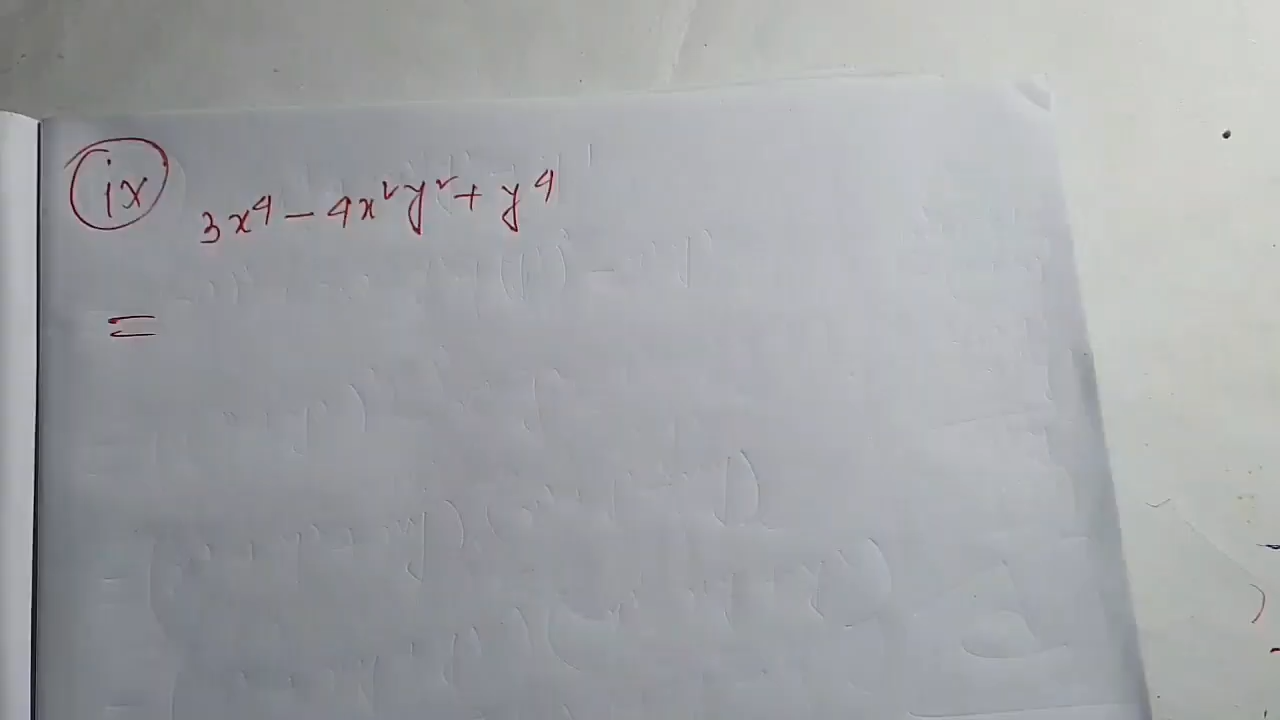 ix 3x⁴ - 4x²y² + y⁴
=